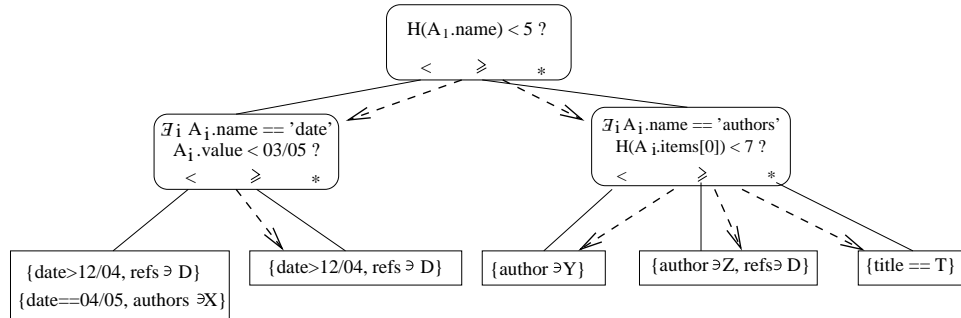 H(A₁.name) < 5 ?
< ⩾ *
∃i Aᵢ.name == 'date'
Aᵢ.value < 03/05 ?
< ⩾ *
∃i Aᵢ.name == 'authors'
H(Aᵢ.items[0]) < 7 ?
< ⩾ *
{date>12/04, refs ∋ D}
{date==04/05, authors ∋X}
{date>12/04, refs ∋ D}
{author ∋Y}
{author ∋Z, refs∋ D}
{title == T}